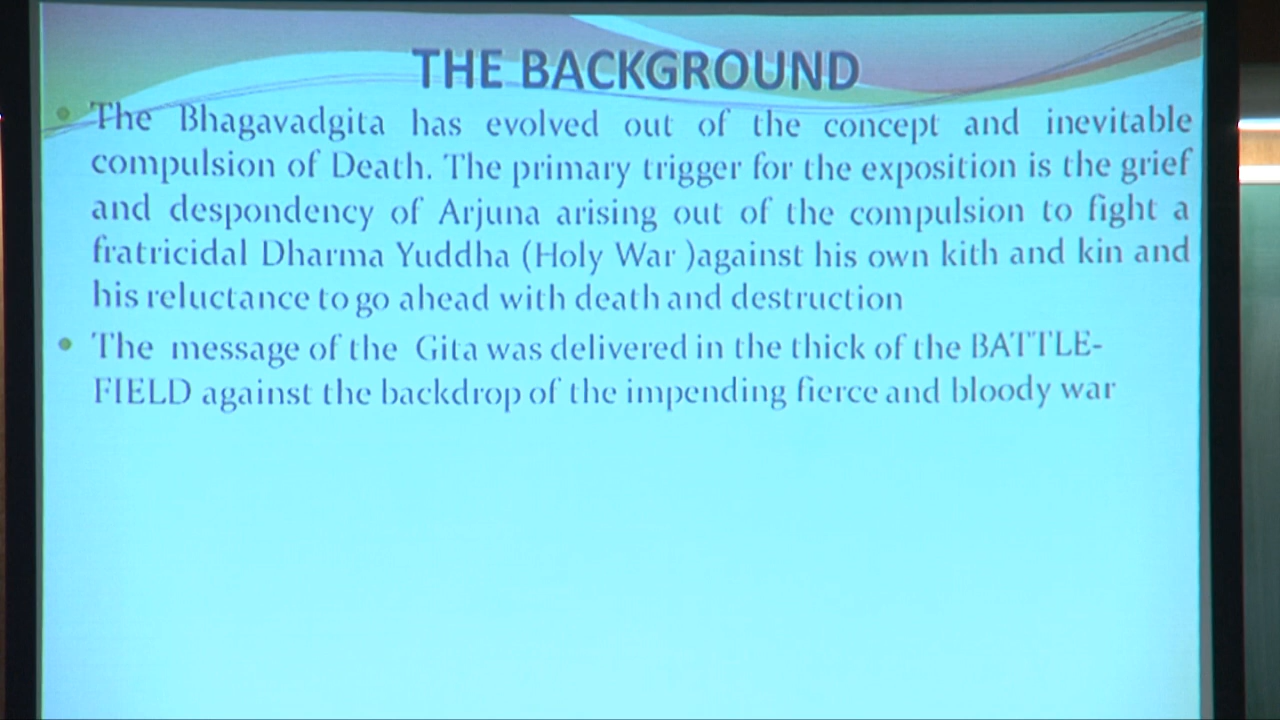 THE BACKGROUND
• The Bhagavadgita has evolved out of the concept and inevitable
compulsion of Death. The primary trigger for the exposition is the grief
and despondency of Arjuna arising out of the compulsion to fight a
fratricidal Dharma Yuddha (Holy War )against his own kith and kin and
his reluctance to go ahead with death and destruction
• The message of the Gita was delivered in the thick of the BATTLE-
FIELD against the backdrop of the impending fierce and bloody war